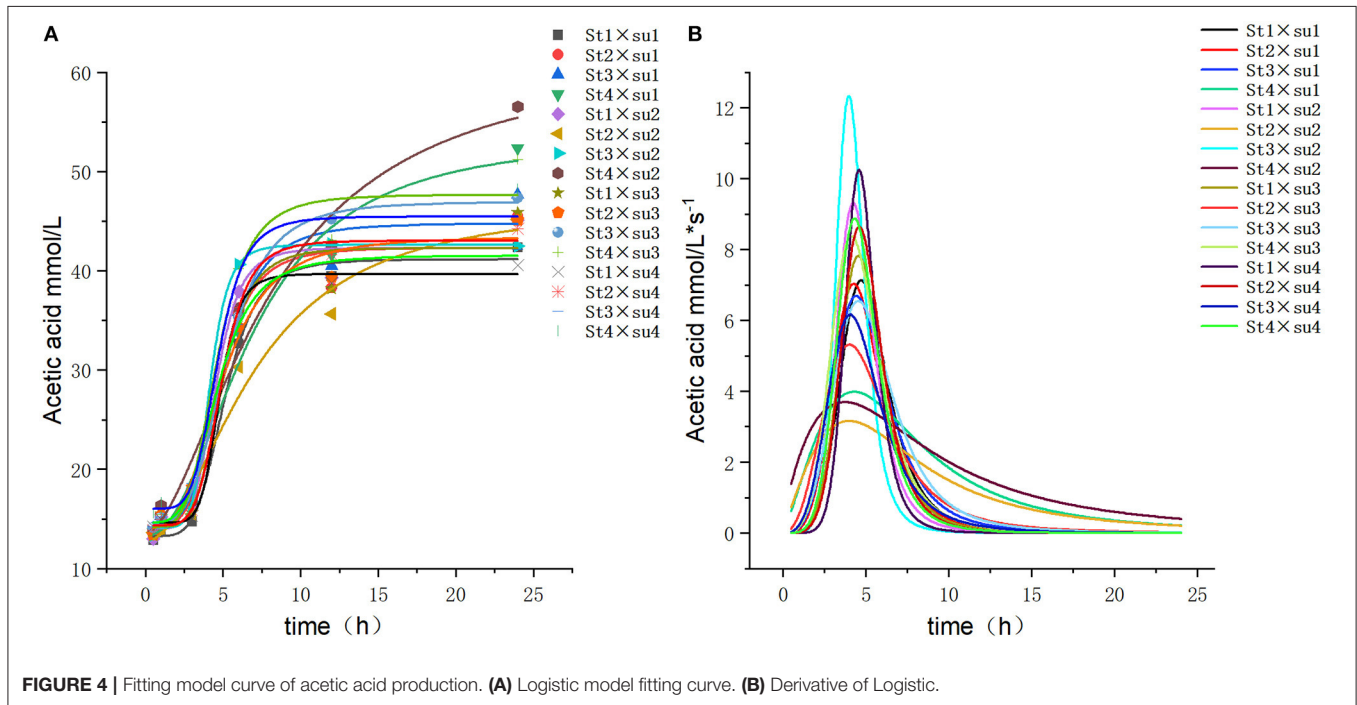 A
St1×su1
St2×su1
St3×su1
St4×su1
St1×su2
St2×su2
St3×su2
St4×su2
St1×su3
St2×su3
St3×su3
St4×su3
St1×su4
St2×su4
St3×su4
St4×su4
60
50
40
30
20
10
Acetic acid mmol/L
0 5 10 15 20 25
time（h）
B
St1×su1
St2×su1
St3×su1
St4×su1
St1×su2
St2×su2
St3×su2
St4×su2
St1×su3
St2×su3
St3×su3
St4×su3
St1×su4
St2×su4
St3×su4
St4×su4
12
10
8
6
4
2
0
Acetic acid mmol/L*s⁻¹
0 5 10 15 20 25
time（h）
FIGURE 4 | Fitting model curve of acetic acid production. (A) Logistic model fitting curve. (B) Derivative of Logistic.